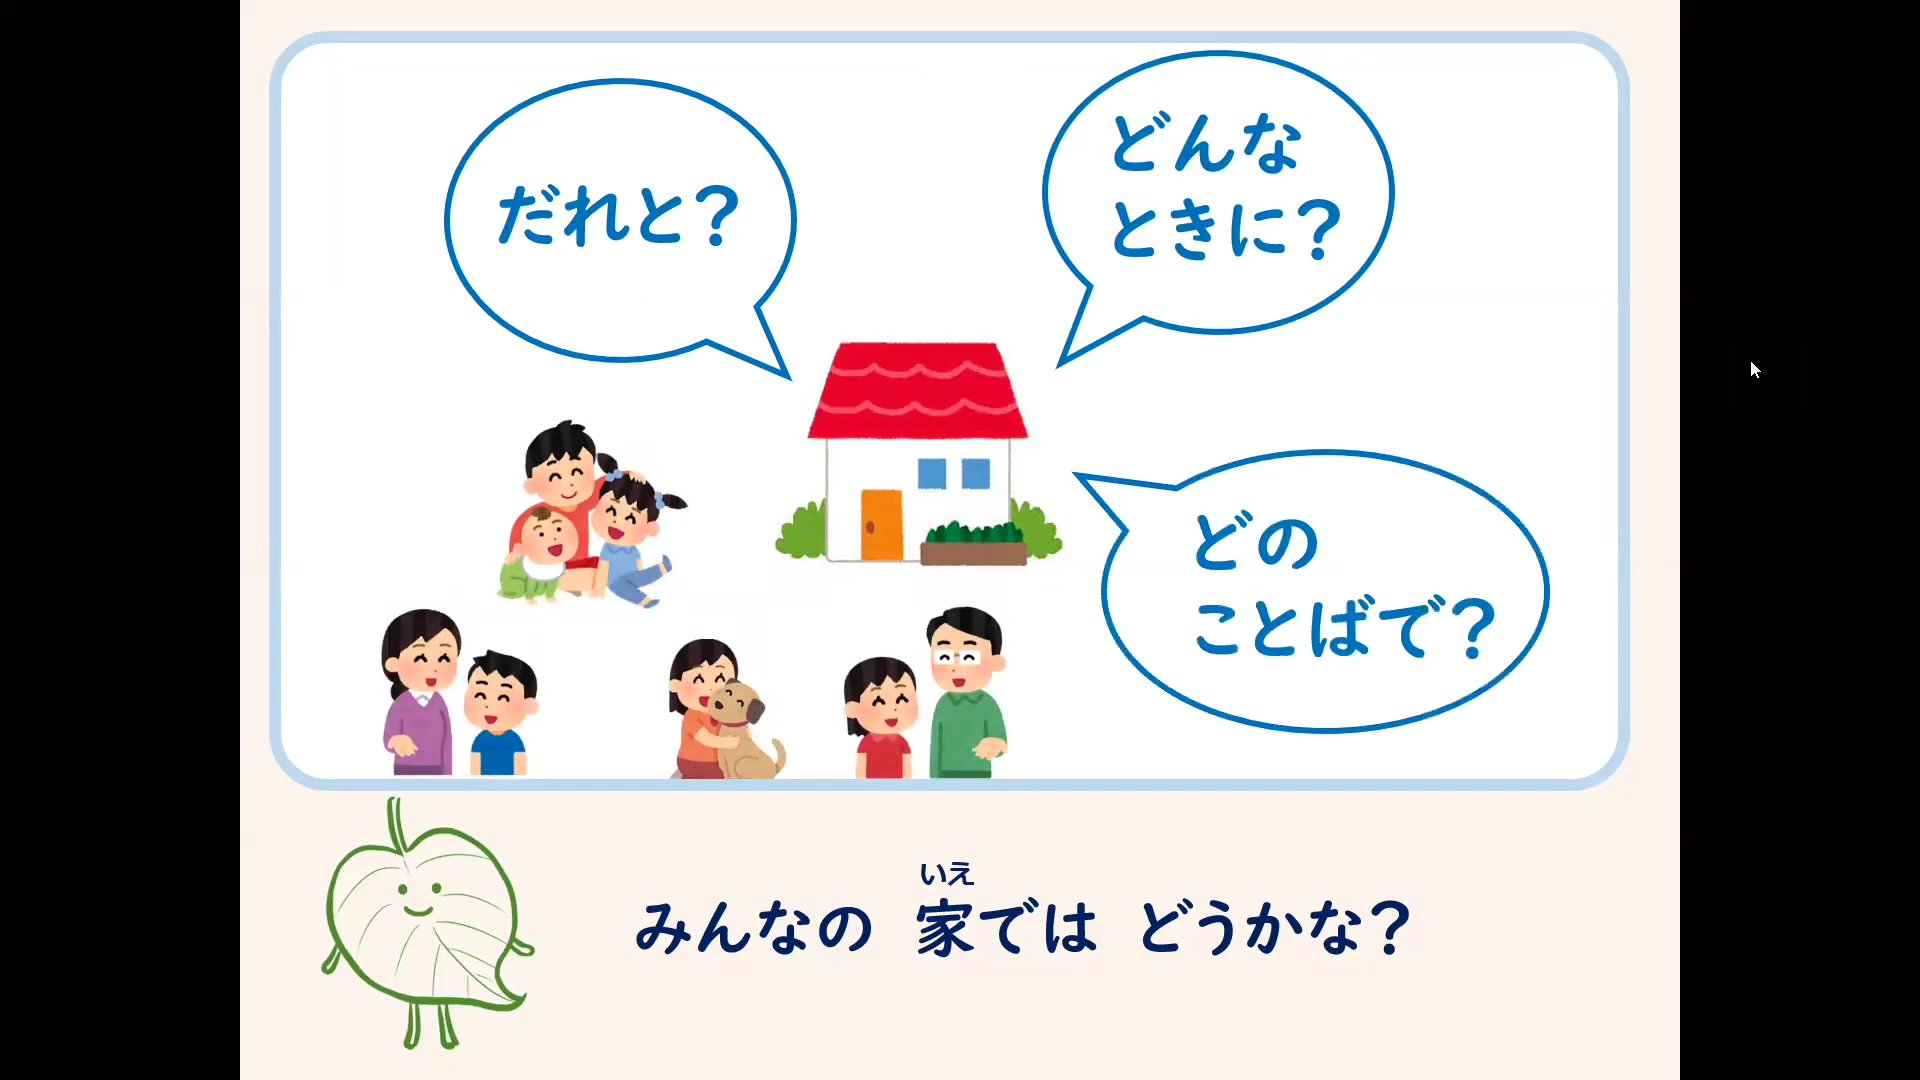 だれと？
どんな
ときに？
どの
ことばで？
いえ
みんなの 家では どうかな？